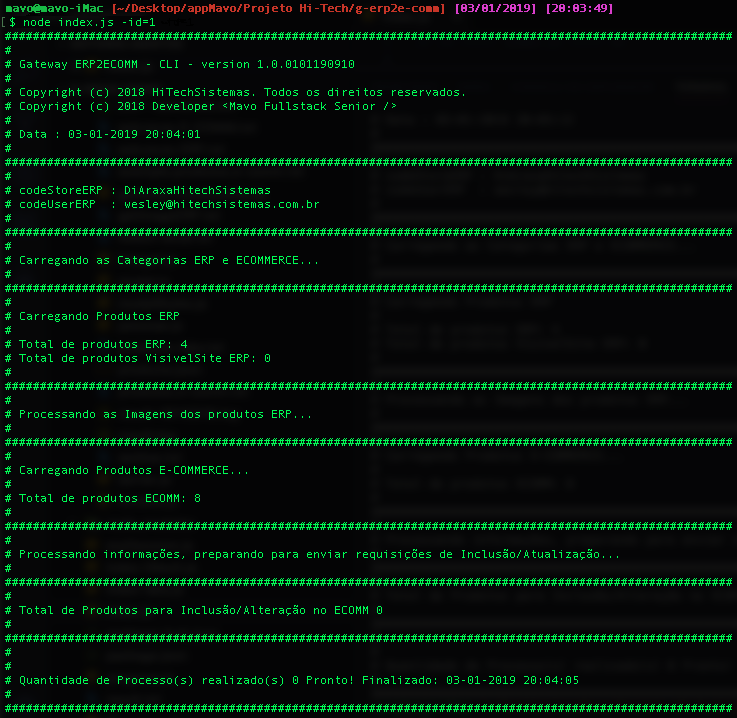 mavo@mavo-iMac [~/Desktop/appMavo/Projeto Hi-Tech/g-erp2e-comm] [03/01/2019] [20:03:49]
[$ node index.js -id=1
########################################################################################################
#
# Gateway ERP2ECOMM - CLI - version 1.0.0101190910
#
# Copyright (c) 2018 HiTechSistemas. Todos os direitos reservados.
# Copyright (c) 2018 Developer <Mavo Fullstack Senior />
#
# Data : 03-01-2019 20:04:01
#
########################################################################################################
#
# codeStoreERP : DiAraxaHitechSistemas
# codeUserERP  : wesley@hitechsistemas.com.br
#
########################################################################################################
#
# Carregando as Categorias ERP e ECOMMERCE...
#
########################################################################################################
#
# Carregando Produtos ERP
#
# Total de produtos ERP: 4
# Total de produtos VisivelSite ERP: 0
#
########################################################################################################
#
# Processando as Imagens dos produtos ERP...
#
########################################################################################################
#
# Carregando Produtos E-COMMERCE...
#
# Total de produtos ECOMM: 8
#
########################################################################################################
#
# Processando informações, preparando para enviar requisições de Inclusão/Atualização...
#
########################################################################################################
#
# Total de Produtos para Inclusão/Alteração no ECOMM 0
#
########################################################################################################
#
#
# Quantidade de Processo(s) realizado(s) 0 Pronto! Finalizado: 03-01-2019 20:04:05
#
########################################################################################################